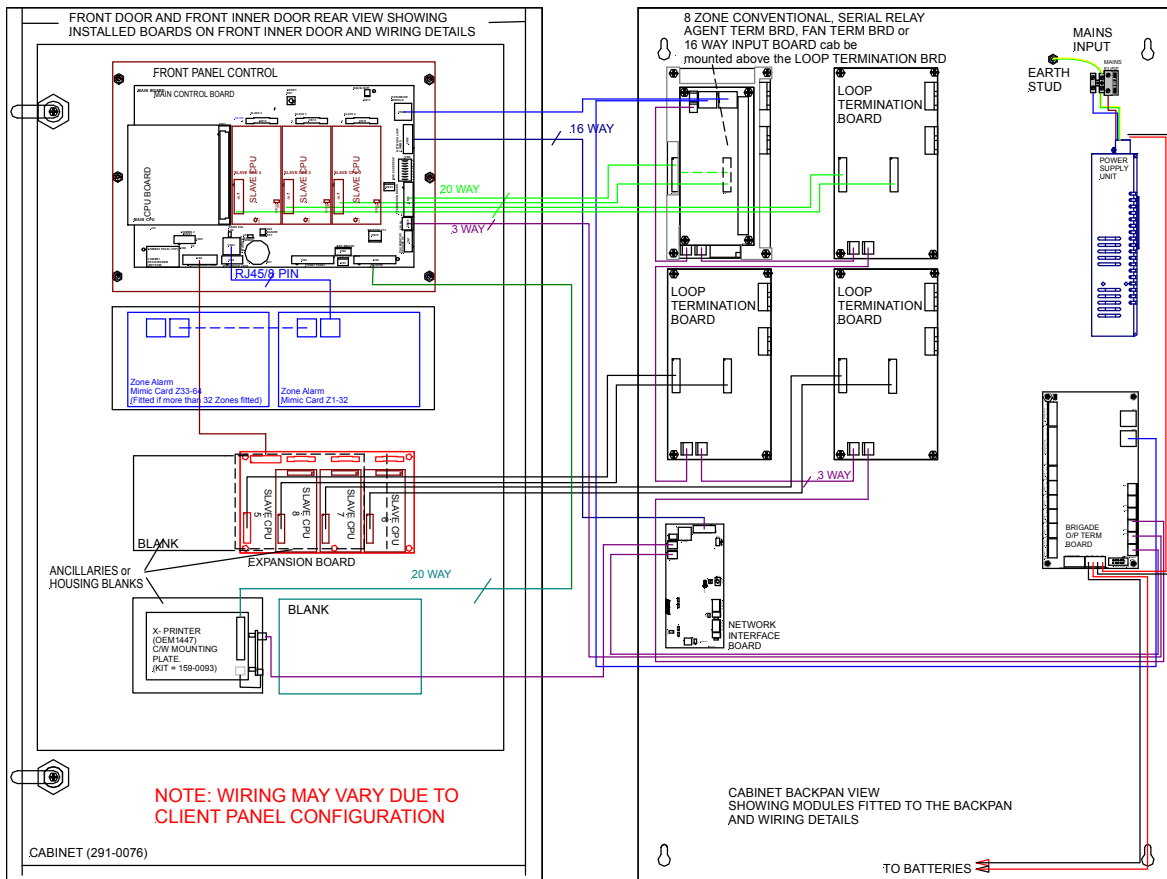 FRONT DOOR AND FRONT INNER DOOR REAR VIEW SHOWING
INSTALLED BOARDS ON FRONT INNER DOOR AND WIRING DETAILS
FRONT PANEL CONTROL
MAIN CONTROL BOARD
CPU BOARD
MAIN CPU
SLAVE CPU
SLAVE CPU
SLAVE CPU
16 WAY
20 WAY
3 WAY
RJ45/8 PIN
Zone Alarm
Mimic Card Z33-64
(Fitted if more than 32 Zones fitted)
Zone Alarm
Mimic Card Z1-32
SLAVE CPU
5
SLAVE CPU
8
SLAVE CPU
7
SLAVE CPU
6
BLANK
EXPANSION BOARD
ANCILLARIES or
HOUSING BLANKS
20 WAY
BLANK
X- PRINTER
(OEM1447)
C/W MOUNTING
PLATE.
(KIT = 159-0093)
NOTE: WIRING MAY VARY DUE TO
CLIENT PANEL CONFIGURATION
CABINET (291-0076)
8 ZONE CONVENTIONAL, SERIAL RELAY
AGENT TERM BRD, FAN TERM BRD or
16 WAY INPUT BOARD cab be
mounted above the LOOP TERMINATION BRD
MAINS
INPUT
EARTH
STUD
MAINS
LOOP
TERMINATION
BOARD
POWER
SUPPLY
UNIT
LOOP
TERMINATION
BOARD
LOOP
TERMINATION
BOARD
3 WAY
BRIGADE
O/P TERM
BOARD
NETWORK
INTERFACE
BOARD
CABINET BACKPAN VIEW
SHOWING MODULES FITTED TO THE BACKPAN
AND WIRING DETAILS
TO BATTERIES